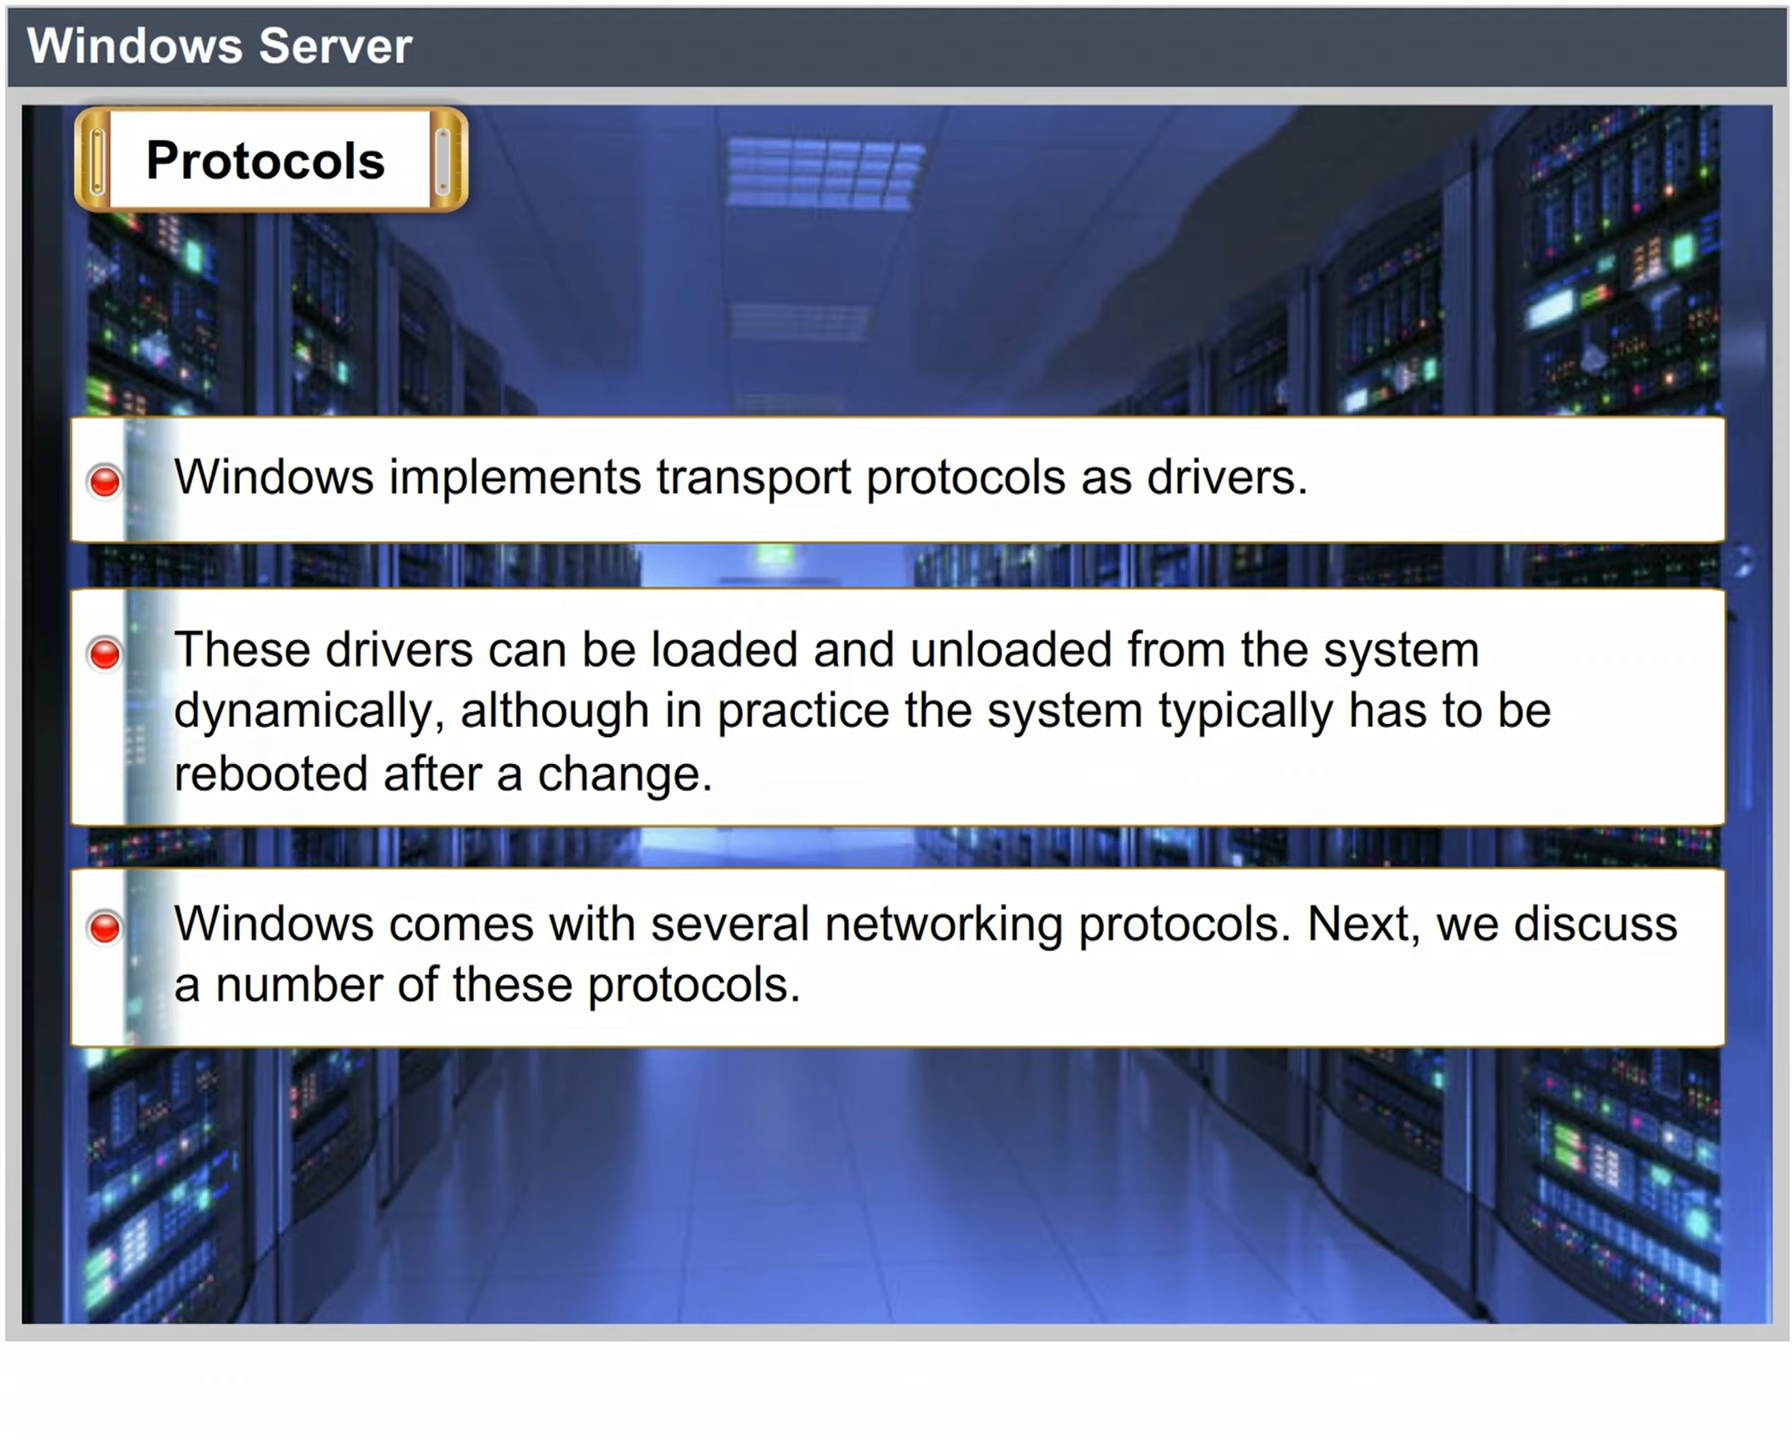 Windows Server
Protocols
Windows implements transport protocols as drivers.
These drivers can be loaded and unloaded from the system
dynamically, although in practice the system typically has to be
rebooted after a change.
Windows comes with several networking protocols. Next, we discuss
a number of these protocols.